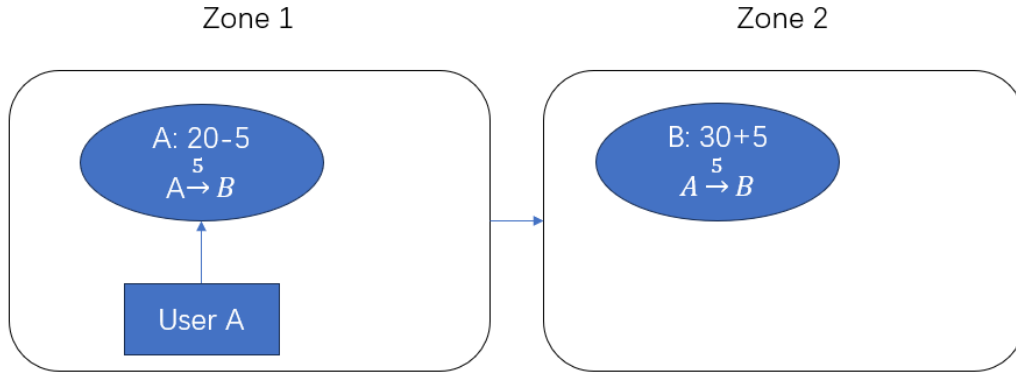 Zone 1
Zone 2
A: 20-5
5
A→ B
User A
B: 30+5
5
A → B